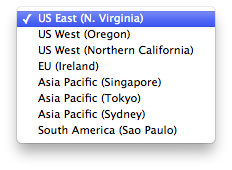 ✓ US East (N. Virginia)
US West (Oregon)
US West (Northern California)
EU (Ireland)
Asia Pacific (Singapore)
Asia Pacific (Tokyo)
Asia Pacific (Sydney)
South America (Sao Paulo)